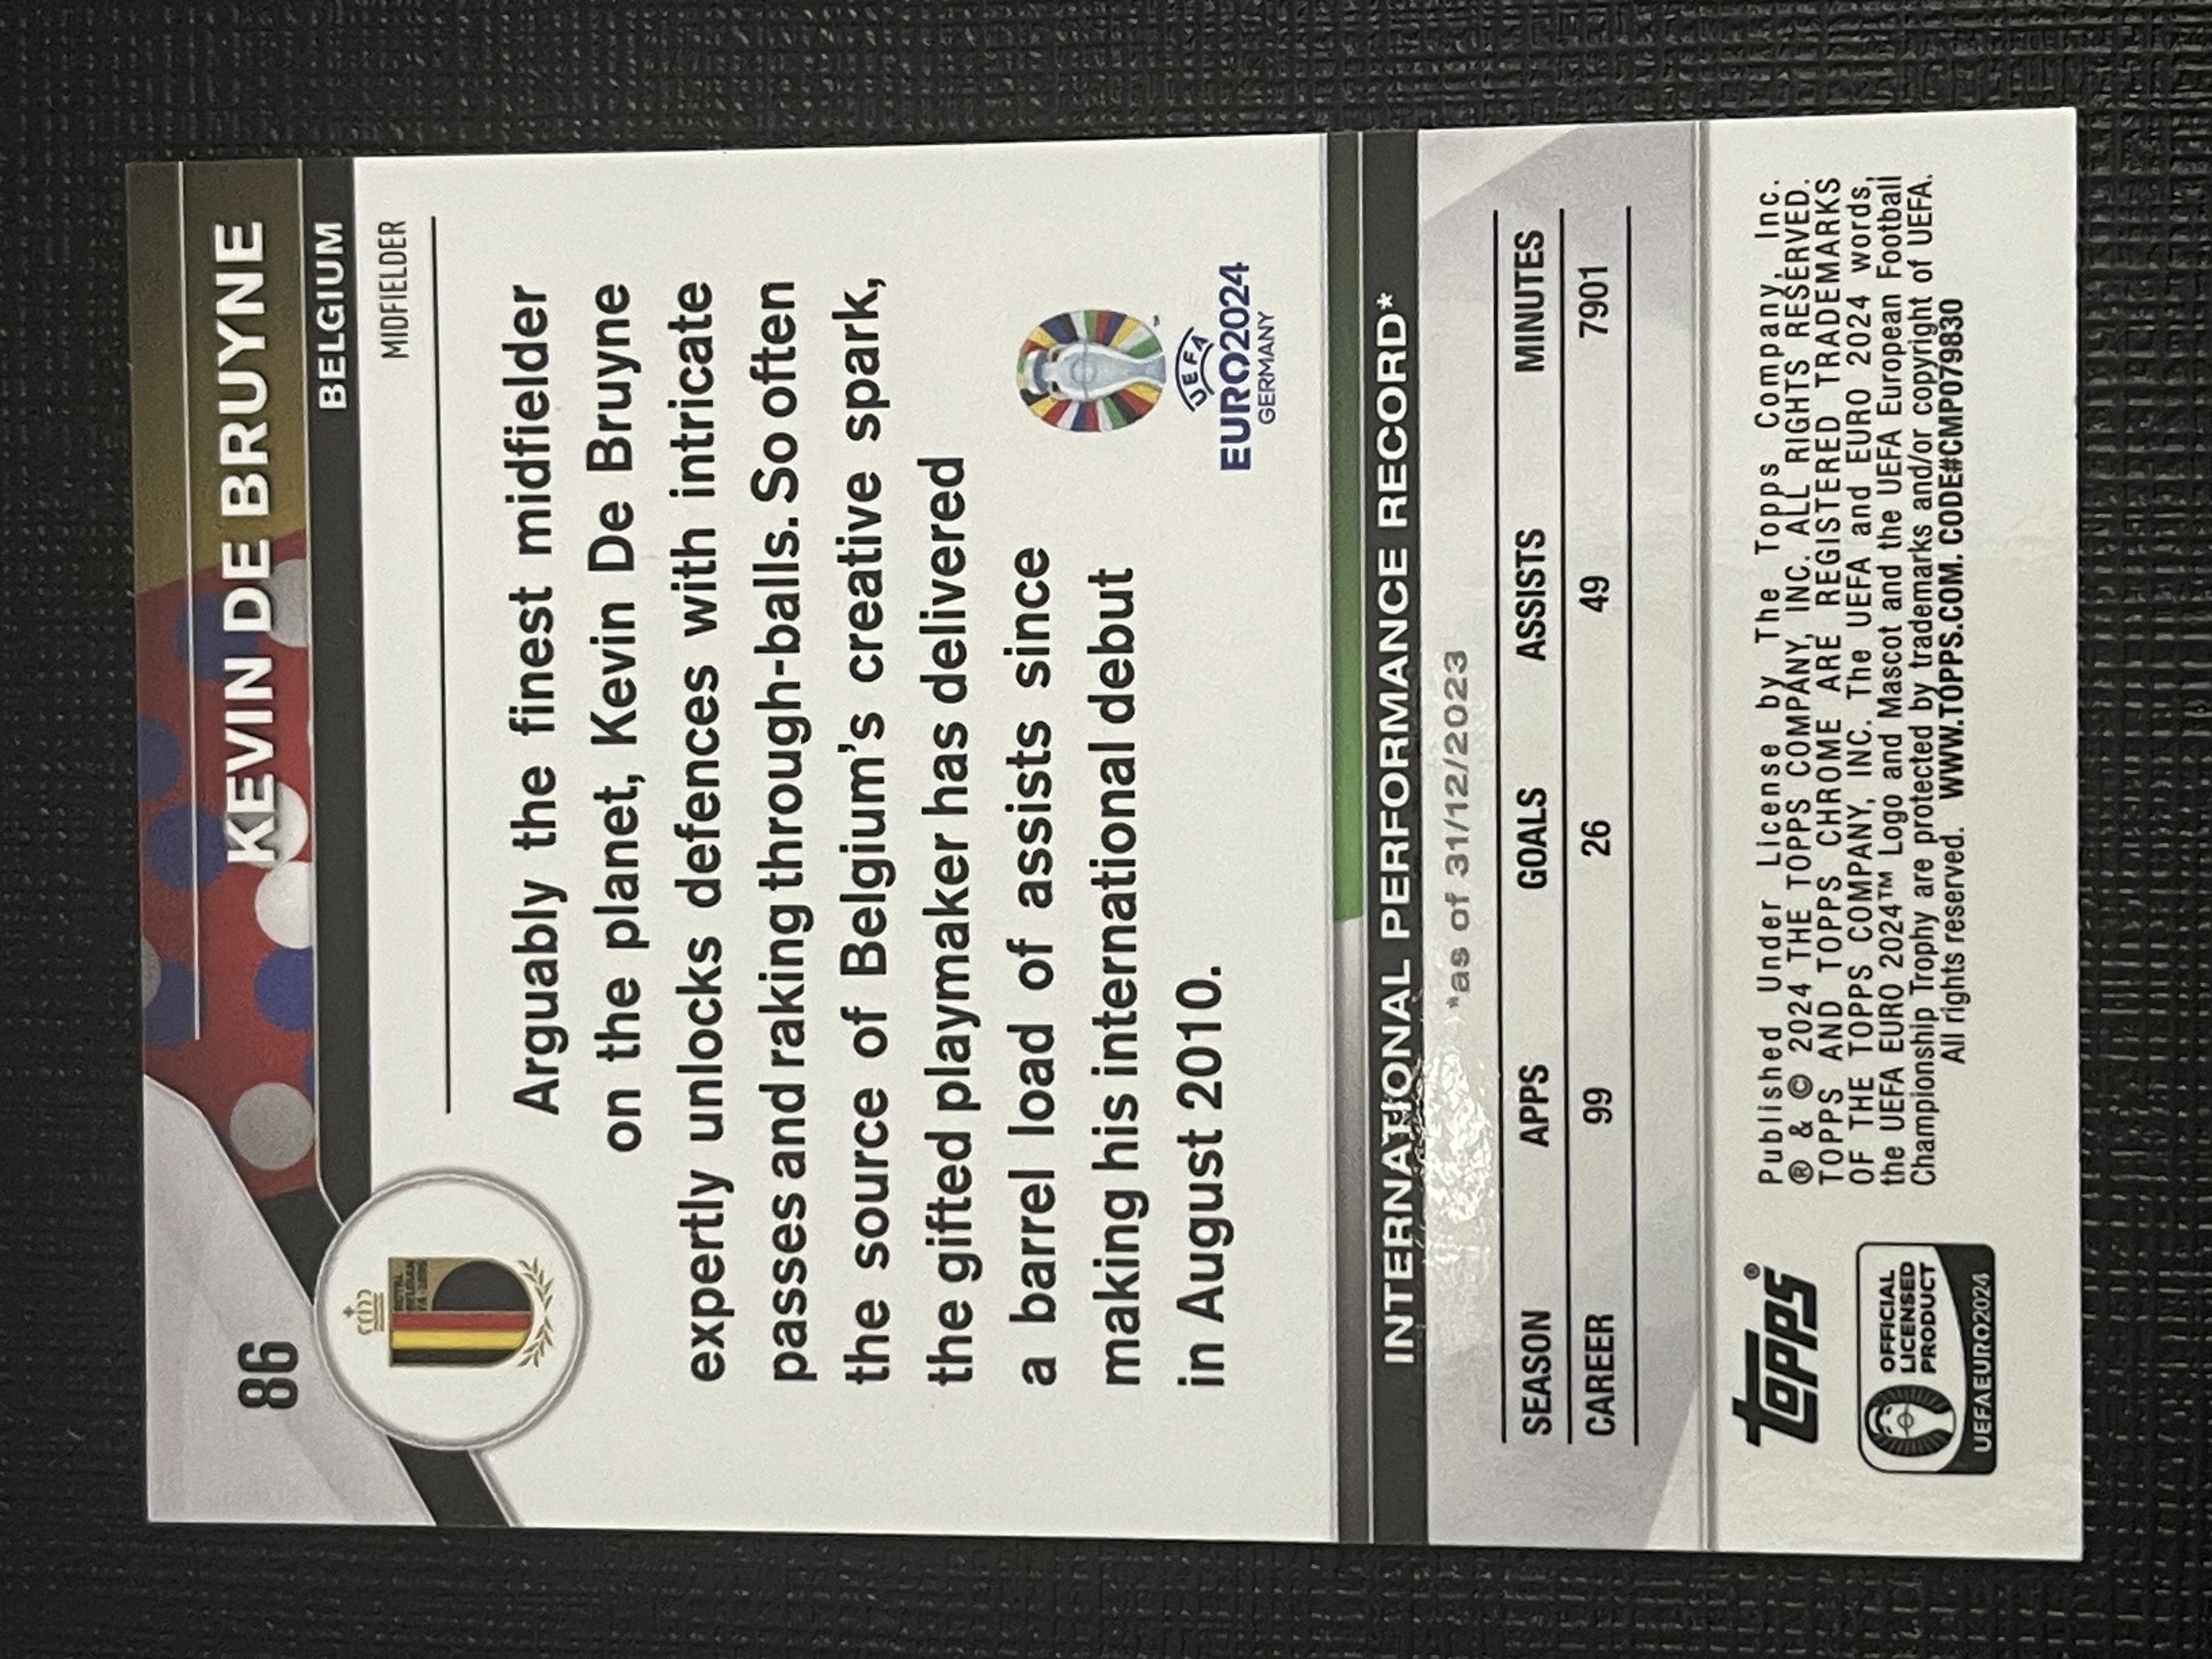 86
KEVIN DE BRUYNE
BELGIUM
MIDFIELDER
ROYAL
BELGIAN
FA-1895
Arguably the finest midfielder
on the planet, Kevin De Bruyne
expertly unlocks defences with intricate
passes and raking through-balls. So often
the source of Belgium's creative spark,
the gifted playmaker has delivered
a barrel load of assists since
making his international debut
in August 2010.
TM
UEFA
EURO2024
GERMANY
INTERNATIONAL PERFORMANCE RECORD*
*as of 31/12/2023
SEASON APPS GOALS ASSISTS MINUTES
CAREER 99 26 49 7901
Topps®
OFFICIAL
LICENSED
PRODUCT
UEFAEURO2024
Published Under License by The Topps Company, Inc.
® & © 2024 THE TOPPS COMPANY, INC. ALL RIGHTS RESERVED.
TOPPS AND TOPPS CHROME ARE REGISTERED TRADEMARKS
OF THE TOPPS COMPANY, INC. The UEFA and EURO 2024 words,
the UEFA EURO 2024™ Logo and Mascot and the UEFA European Football
Championship Trophy are protected by trademarks and/or copyright of UEFA.
All rights reserved. WWW.TOPPS.COM. CODE#CMP079830